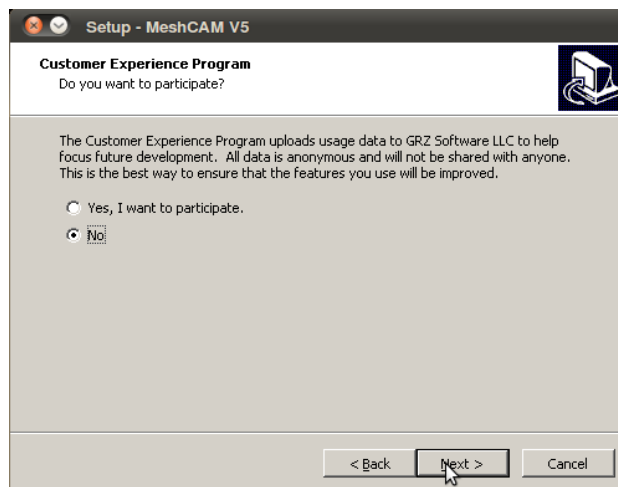 Setup - MeshCAM V5
Customer Experience Program
Do you want to participate?
The Customer Experience Program uploads usage data to GRZ Software LLC to help
focus future development. All data is anonymous and will not be shared with anyone.
This is the best way to ensure that the features you use will be improved.
Yes, I want to participate.
No
< Back Next > Cancel